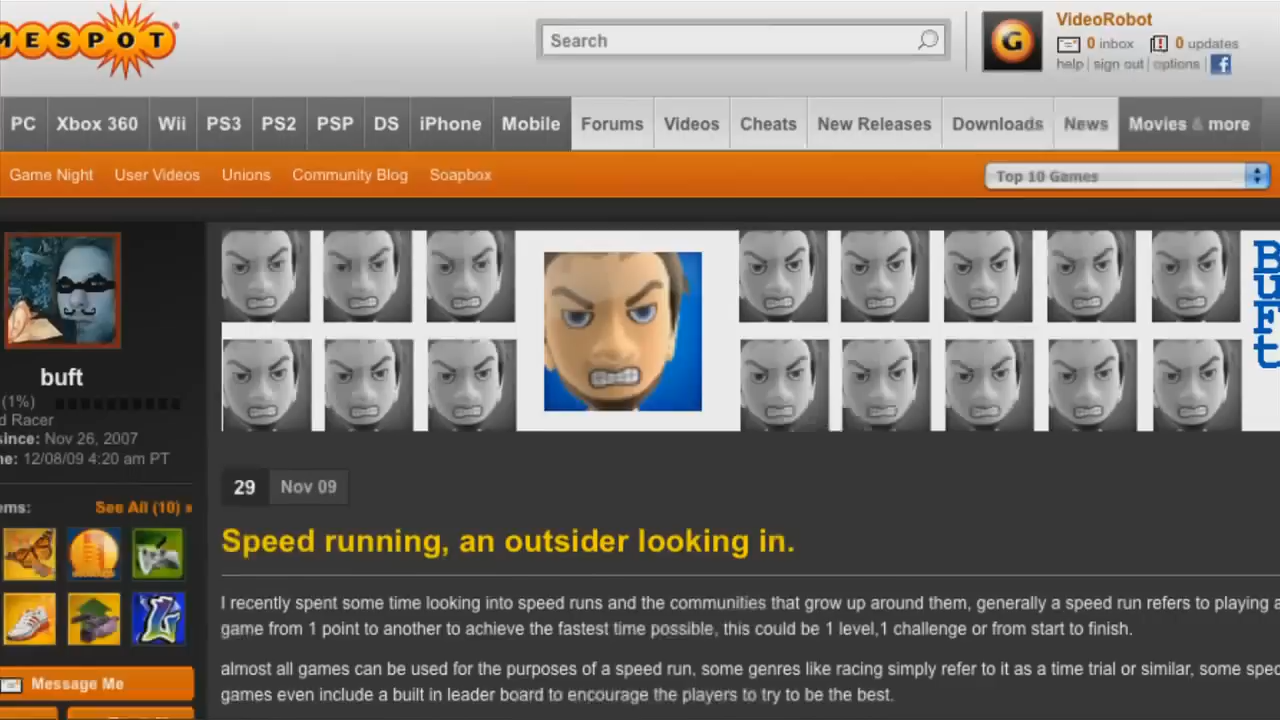 MESPOT
Search
G
VideoRobot
0 inbox 0 updates
help | sign out | options | f
PC Xbox 360 Wii PS3 PS2 PSP DS iPhone Mobile Forums Videos Cheats New Releases Downloads News Movies & more
Game Night User Videos Unions Community Blog Soapbox
Top 10 Games
Buft
buft
(1%)
d Racer
since: Nov 26, 2007
ne: 12/08/09 4:20 am PT
ems: See All (10) »
29 Nov 09
Speed running, an outsider looking in.
I recently spent some time looking into speed runs and the communities that grow up around them, generally a speed run refers to playing a
game from 1 point to another to achieve the fastest time possible, this could be 1 level,1 challenge or from start to finish.
almost all games can be used for the purposes of a speed run, some genres like racing simply refer to it as a time trial or similar, some spec
games even include a built in leader board to encourage the players to try to be the best.
Message Me